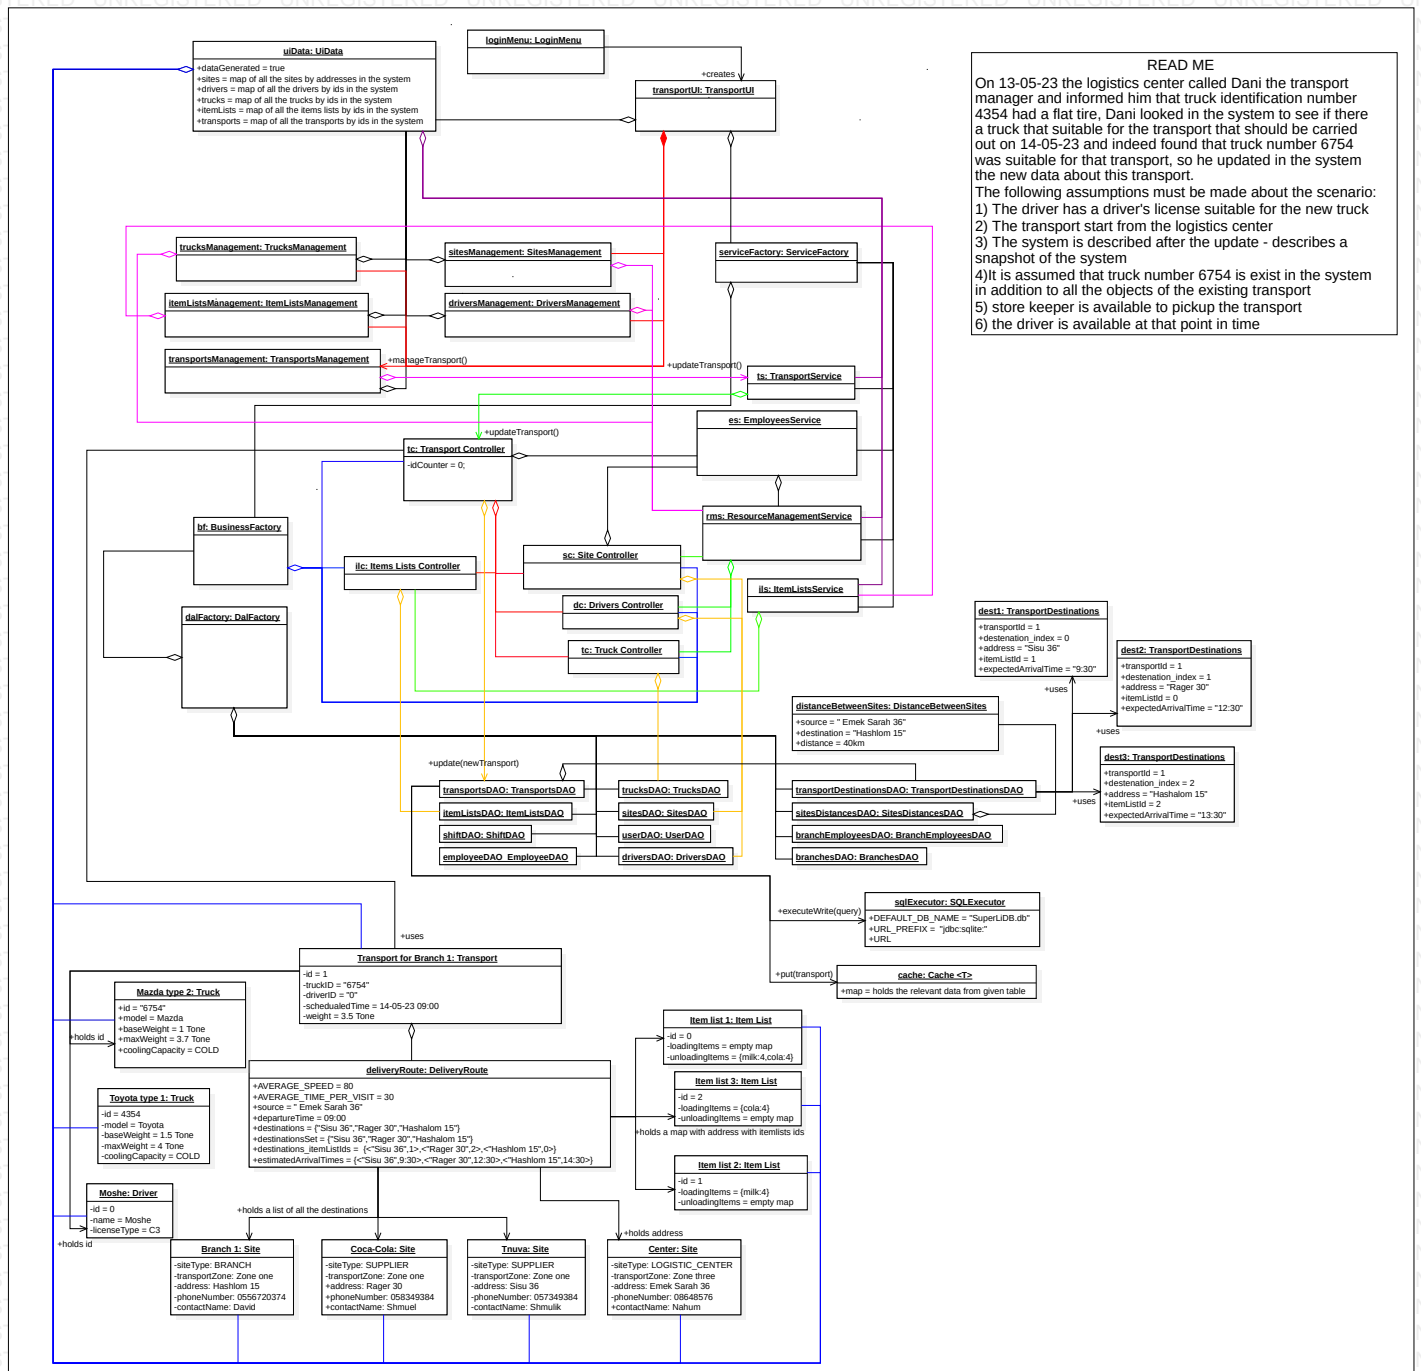 UNREGISTERED UNREGISTERED UNREGISTERED UNREGISTERED UNREGISTERED UNREGISTERED
uiData: UiData
+dataGenerated = true
+sites = map of all the sites by addresses in the system
+drivers = map of all the drivers by ids in the system
+trucks = map of all the trucks by ids in the system
+itemLists = map of all the items lists by ids in the system
+transports = map of all the transports by ids in the system
loginMenu: LoginMenu
+creates
transportUI: TransportUI
READ ME
On 13-05-23 the logistics center called Dani the transport
manager and informed him that truck identification number
4354 had a flat tire, Dani looked in the system to see if there
a truck that suitable for the transport that should be carried
out on 14-05-23 and indeed found that truck number 6754
was suitable for that transport, so he updated in the system
the new data about this transport.
The following assumptions must be made about the scenario:
1) The driver has a driver's license suitable for the new truck
2) The transport start from the logistics center
3) The system is described after the update - describes a
snapshot of the system
4)It is assumed that truck number 6754 is exist in the system
in addition to all the objects of the existing transport
5) store keeper is available to pickup the transport
6) the driver is available at that point in time
trucksManagement: TrucksManagement
sitesManagement: SitesManagement
serviceFactory: ServiceFactory
itemListsManagement: ItemListsManagement
driversManagement: DriversManagement
transportsManagement: TransportsManagement
+manageTransport()
+updateTransport()
ts: TransportService
es: EmployeesService
+updateTransport()
tc: Transport Controller
-idCounter = 0;
rms: ResourceManagementService
bf: BusinessFactory
ilc: Items Lists Controller
sc: Site Controller
ils: ItemListsService
dc: Drivers Controller
dalFactory: DalFactory
tc: Truck Controller
dest1: TransportDestinations
+transportId = 1
+destenation_index = 0
+address = "Sisu 36"
+itemListId = 1
+expectedArrivalTime = "9:30"
+uses
dest2: TransportDestinations
+transportId = 1
+destenation_index = 1
+address = "Rager 30"
+itemListId = 0
+expectedArrivalTime = "12:30"
+uses
distanceBetweenSites: DistanceBetweenSites
+source = " Emek Sarah 36"
+destination = "Hashlom 15"
+distance = 40km
dest3: TransportDestinations
+transportId = 1
+destenation_index = 2
+address = "Hashalom 15"
+itemListId = 2
+expectedArrivalTime = "13:30"
+uses
+update(newTransport)
transportsDAO: TransportsDAO
trucksDAO: TrucksDAO
transportDestinationsDAO: TransportDestinationsDAO
itemListsDAO: ItemListsDAO
sitesDAO: SitesDAO
sitesDistancesDAO: SitesDistancesDAO
shiftDAO: ShiftDAO
userDAO: UserDAO
branchEmployeesDAO: BranchEmployeesDAO
employeeDAO_EmployeeDAO
driversDAO: DriversDAO
branchesDAO: BranchesDAO
+executeWrite(query)
sqlExecutor: SQLExecutor
+DEFAULT_DB_NAME = "SuperLiDB.db"
+URL_PREFIX = "jdbc:sqlite:"
+URL
+uses
+put(transport)
cache: Cache <T>
+map = holds the relevant data from given table
Transport for Branch 1: Transport
-id = 1
-truckID = "6754"
-driverID = "0"
-schedualedTime = 14-05-23 09:00
-weight = 3.5 Tone
Mazda type 2: Truck
+id = "6754"
+model = Mazda
+baseWeight = 1 Tone
+maxWeight = 3.7 Tone
+coolingCapacity = COLD
+holds id
Item list 1: Item List
-id = 0
-loadingItems = empty map
-unloadingItems = {milk:4,cola:4}
deliveryRoute: DeliveryRoute
+AVERAGE_SPEED = 80
+AVERAGE_TIME_PER_VISIT = 30
+source = " Emek Sarah 36"
+departureTime = 09:00
+destinations = {"Sisu 36","Rager 30","Hashalom 15"}
+destinationsSet = {"Sisu 36","Rager 30","Hashalom 15"}
+destinations_itemListIds = {<"Sisu 36",1>,<"Rager 30",2>,<"Hashlom 15",0>}
+estimatedArrivalTimes = {<"Sisu 36",9:30>,<"Rager 30",12:30>,<"Hashlom 15",14:30>}
Item list 3: Item List
-id = 2
-loadingItems = {cola:4}
-unloadingItems = empty map
+holds a map with address with itemlists ids
Toyota type 1: Truck
-id = 4354
-model = Toyota
-baseWeight = 1.5 Tone
-maxWeight = 4 Tone
-coolingCapacity = COLD
Item list 2: Item List
-id = 1
-loadingItems = {milk:4}
-unloadingItems = empty map
Moshe: Driver
-id = 0
-name = Moshe
-licenseType = C3
+holds id
+holds a list of all the destinations
+holds address
Branch 1: Site
-siteType: BRANCH
-transportZone: Zone one
-address: Hashlom 15
-phoneNumber: 0556720374
-contactName: David
Coca-Cola: Site
-siteType: SUPPLIER
-transportZone: Zone one
+address: Rager 30
+phoneNumber: 058349384
+contactName: Shmuel
Tnuva: Site
-siteType: SUPPLIER
-transportZone: Zone one
-address: Sisu 36
-phoneNumber: 057349384
-contactName: Shmulik
Center: Site
-siteType: LOGISTIC_CENTER
-transportZone: Zone three
-address: Emek Sarah 36
-phoneNumber: 08648576
+contactName: Nahum